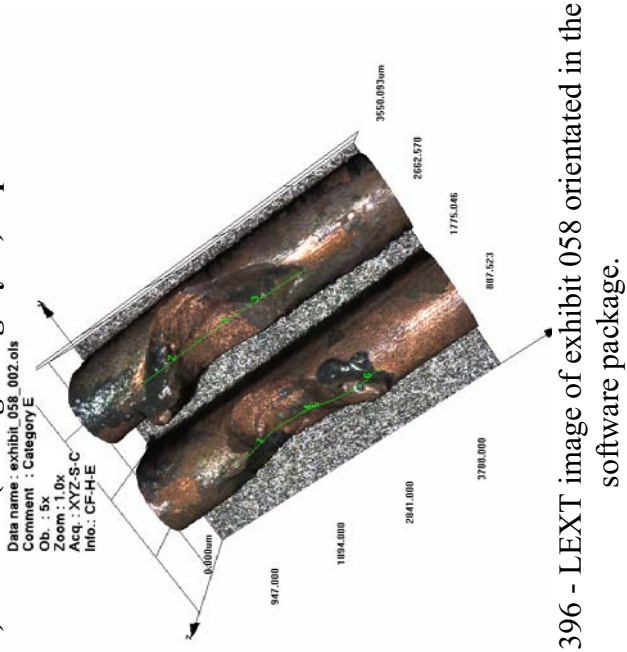 Data name : exhibit_058_002.ols
Comment : Category E
Ob. : 5x
Zoom : 1.0x
Acq. : XYZ-S-C
Info.: CF-H-E
0.000um
947.000
1894.000
2841.000
3788.000
887.523
1775.046
2662.570
3550.093um
396 - LEXT image of exhibit 058 orientated in the
software package.